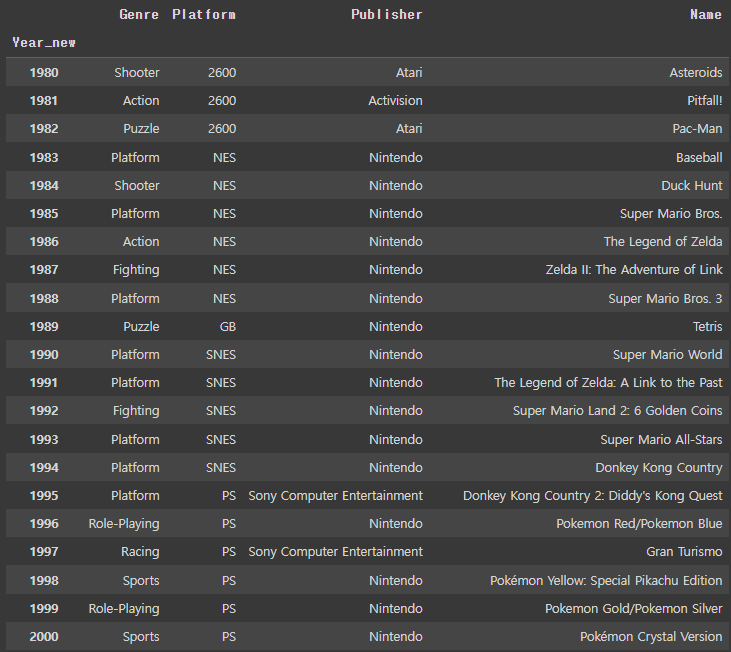 Genre Platform Publisher Name
Year_new
1980 Shooter 2600 Atari Asteroids
1981 Action 2600 Activision Pitfall!
1982 Puzzle 2600 Atari Pac-Man
1983 Platform NES Nintendo Baseball
1984 Shooter NES Nintendo Duck Hunt
1985 Platform NES Nintendo Super Mario Bros.
1986 Action NES Nintendo The Legend of Zelda
1987 Fighting NES Nintendo Zelda II: The Adventure of Link
1988 Platform NES Nintendo Super Mario Bros. 3
1989 Puzzle GB Nintendo Tetris
1990 Platform SNES Nintendo Super Mario World
1991 Platform SNES Nintendo The Legend of Zelda: A Link to the Past
1992 Fighting SNES Nintendo Super Mario Land 2: 6 Golden Coins
1993 Platform SNES Nintendo Super Mario All-Stars
1994 Platform SNES Nintendo Donkey Kong Country
1995 Platform PS Sony Computer Entertainment Donkey Kong Country 2: Diddy's Kong Quest
1996 Role-Playing PS Nintendo Pokemon Red/Pokemon Blue
1997 Racing PS Sony Computer Entertainment Gran Turismo
1998 Sports PS Nintendo Pokémon Yellow: Special Pikachu Edition
1999 Role-Playing PS Nintendo Pokemon Gold/Pokemon Silver
2000 Sports PS Nintendo Pokémon Crystal Version